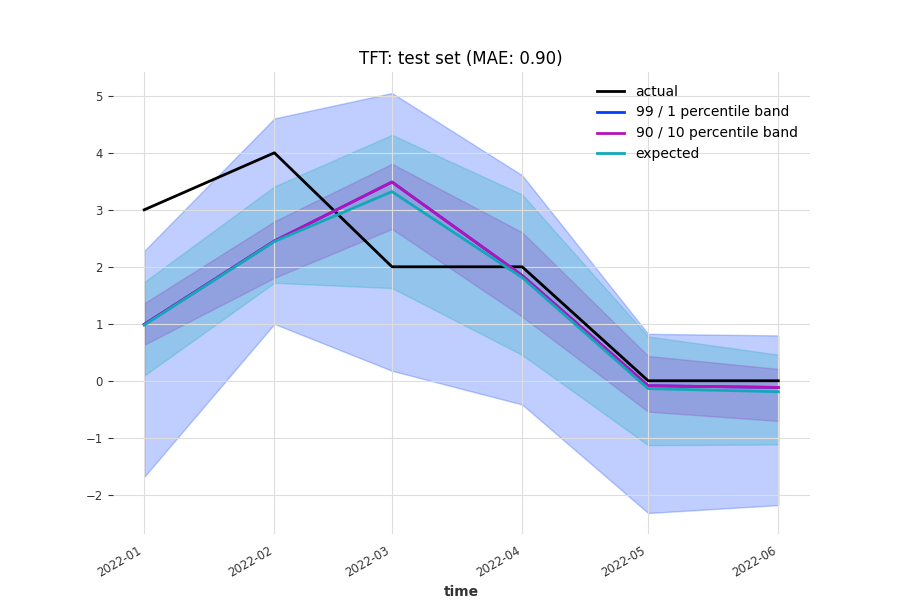 TFT: test set (MAE: 0.90)
actual
99 / 1 percentile band
90 / 10 percentile band
expected
5
4
3
2
1
0
−1
−2
2022-01
2022-02
2022-03
2022-04
2022-05
2022-06
time